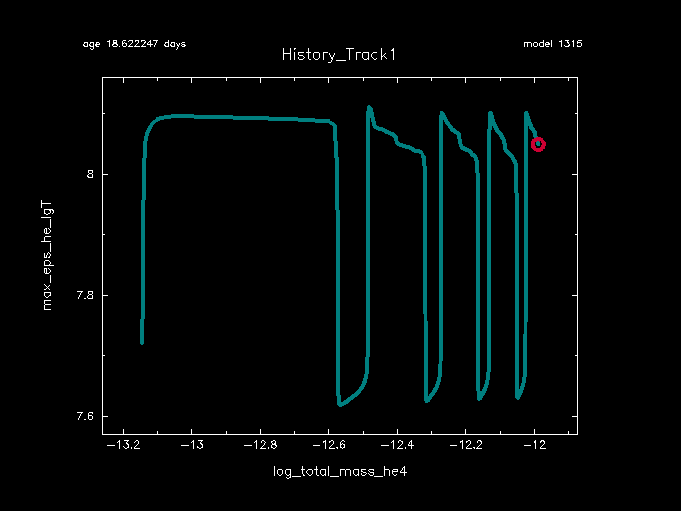 age 18.622247 days
model 1315
History_Track1
8
7.8
7.6
max_eps_he_lgT
−13.2 −13 −12.8 −12.6 −12.4 −12.2 −12
log_total_mass_he4